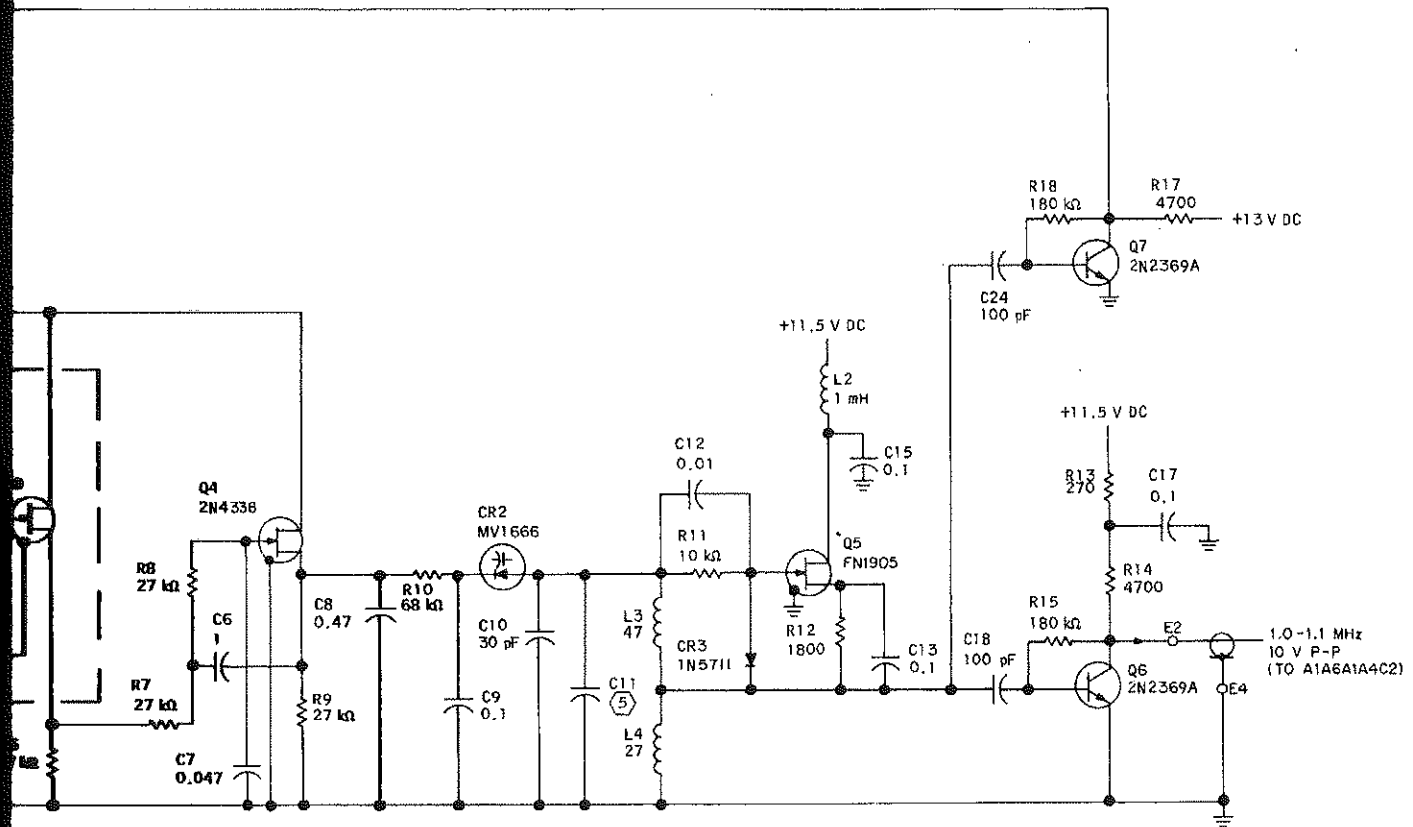 R18
180 kΩ
R17
4700
+13 V DC
Q7
2N2369A
C24
100 pF
+11.5 V DC
L2
1 mH
+11.5 V DC
C12
0.01
C15
0.1
R13
270
C17
0.1
Q4
2N4338
CR2
MV1666
R11
10 kΩ
Q5
FN1905
R8
27 kΩ
R10
68 kΩ
R14
4700
C6
1
C8
0.47
C10
30 pF
L3
47
CR3
1N5711
R12
1800
C13
0.1
C18
100 pF
R15
180 kΩ
E2
1.0-1.1 MHz
10 V P-P
(TO A1A6A1A4C2)
Q6
2N2369A
E4
R7
27 kΩ
R9
27 kΩ
C9
0.1
C11
5
L4
27
C7
0.047